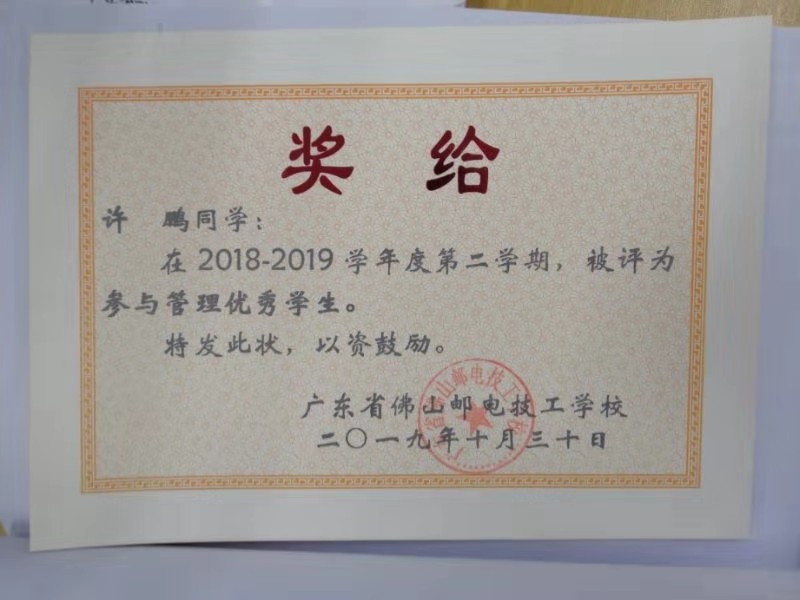 奖 给
许 鹏同学：
在 2018-2019 学年度第二学期，被评为
参与管理优秀学生。
特发此状，以资鼓励。
广东省佛山邮电技工学校
二〇一九年十月三十日
广东省佛山邮电技工学校